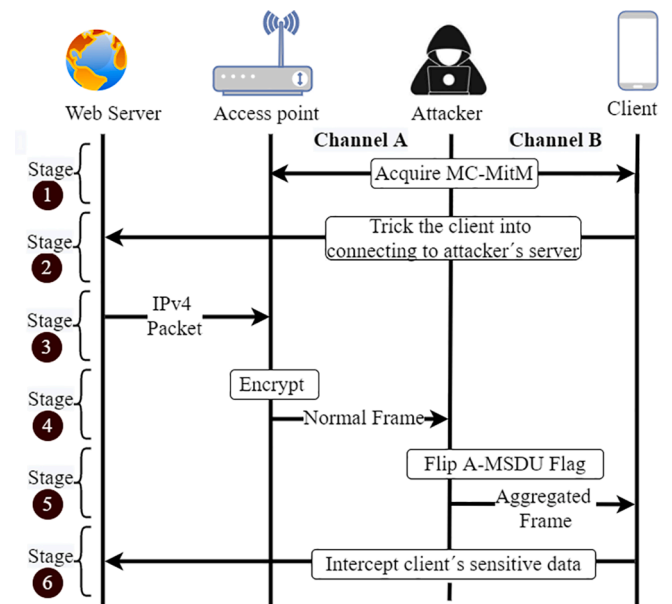 Web Server
Access point
Attacker
Client
Channel A
Channel B
Stage
1
Acquire MC-MitM
Stage
2
Trick the client into
connecting to attacker´s server
Stage
3
IPv4
Packet
Stage
4
Encrypt
Normal Frame
Stage
5
Flip A-MSDU Flag
Aggregated
Frame
Stage
6
Intercept client´s sensitive data